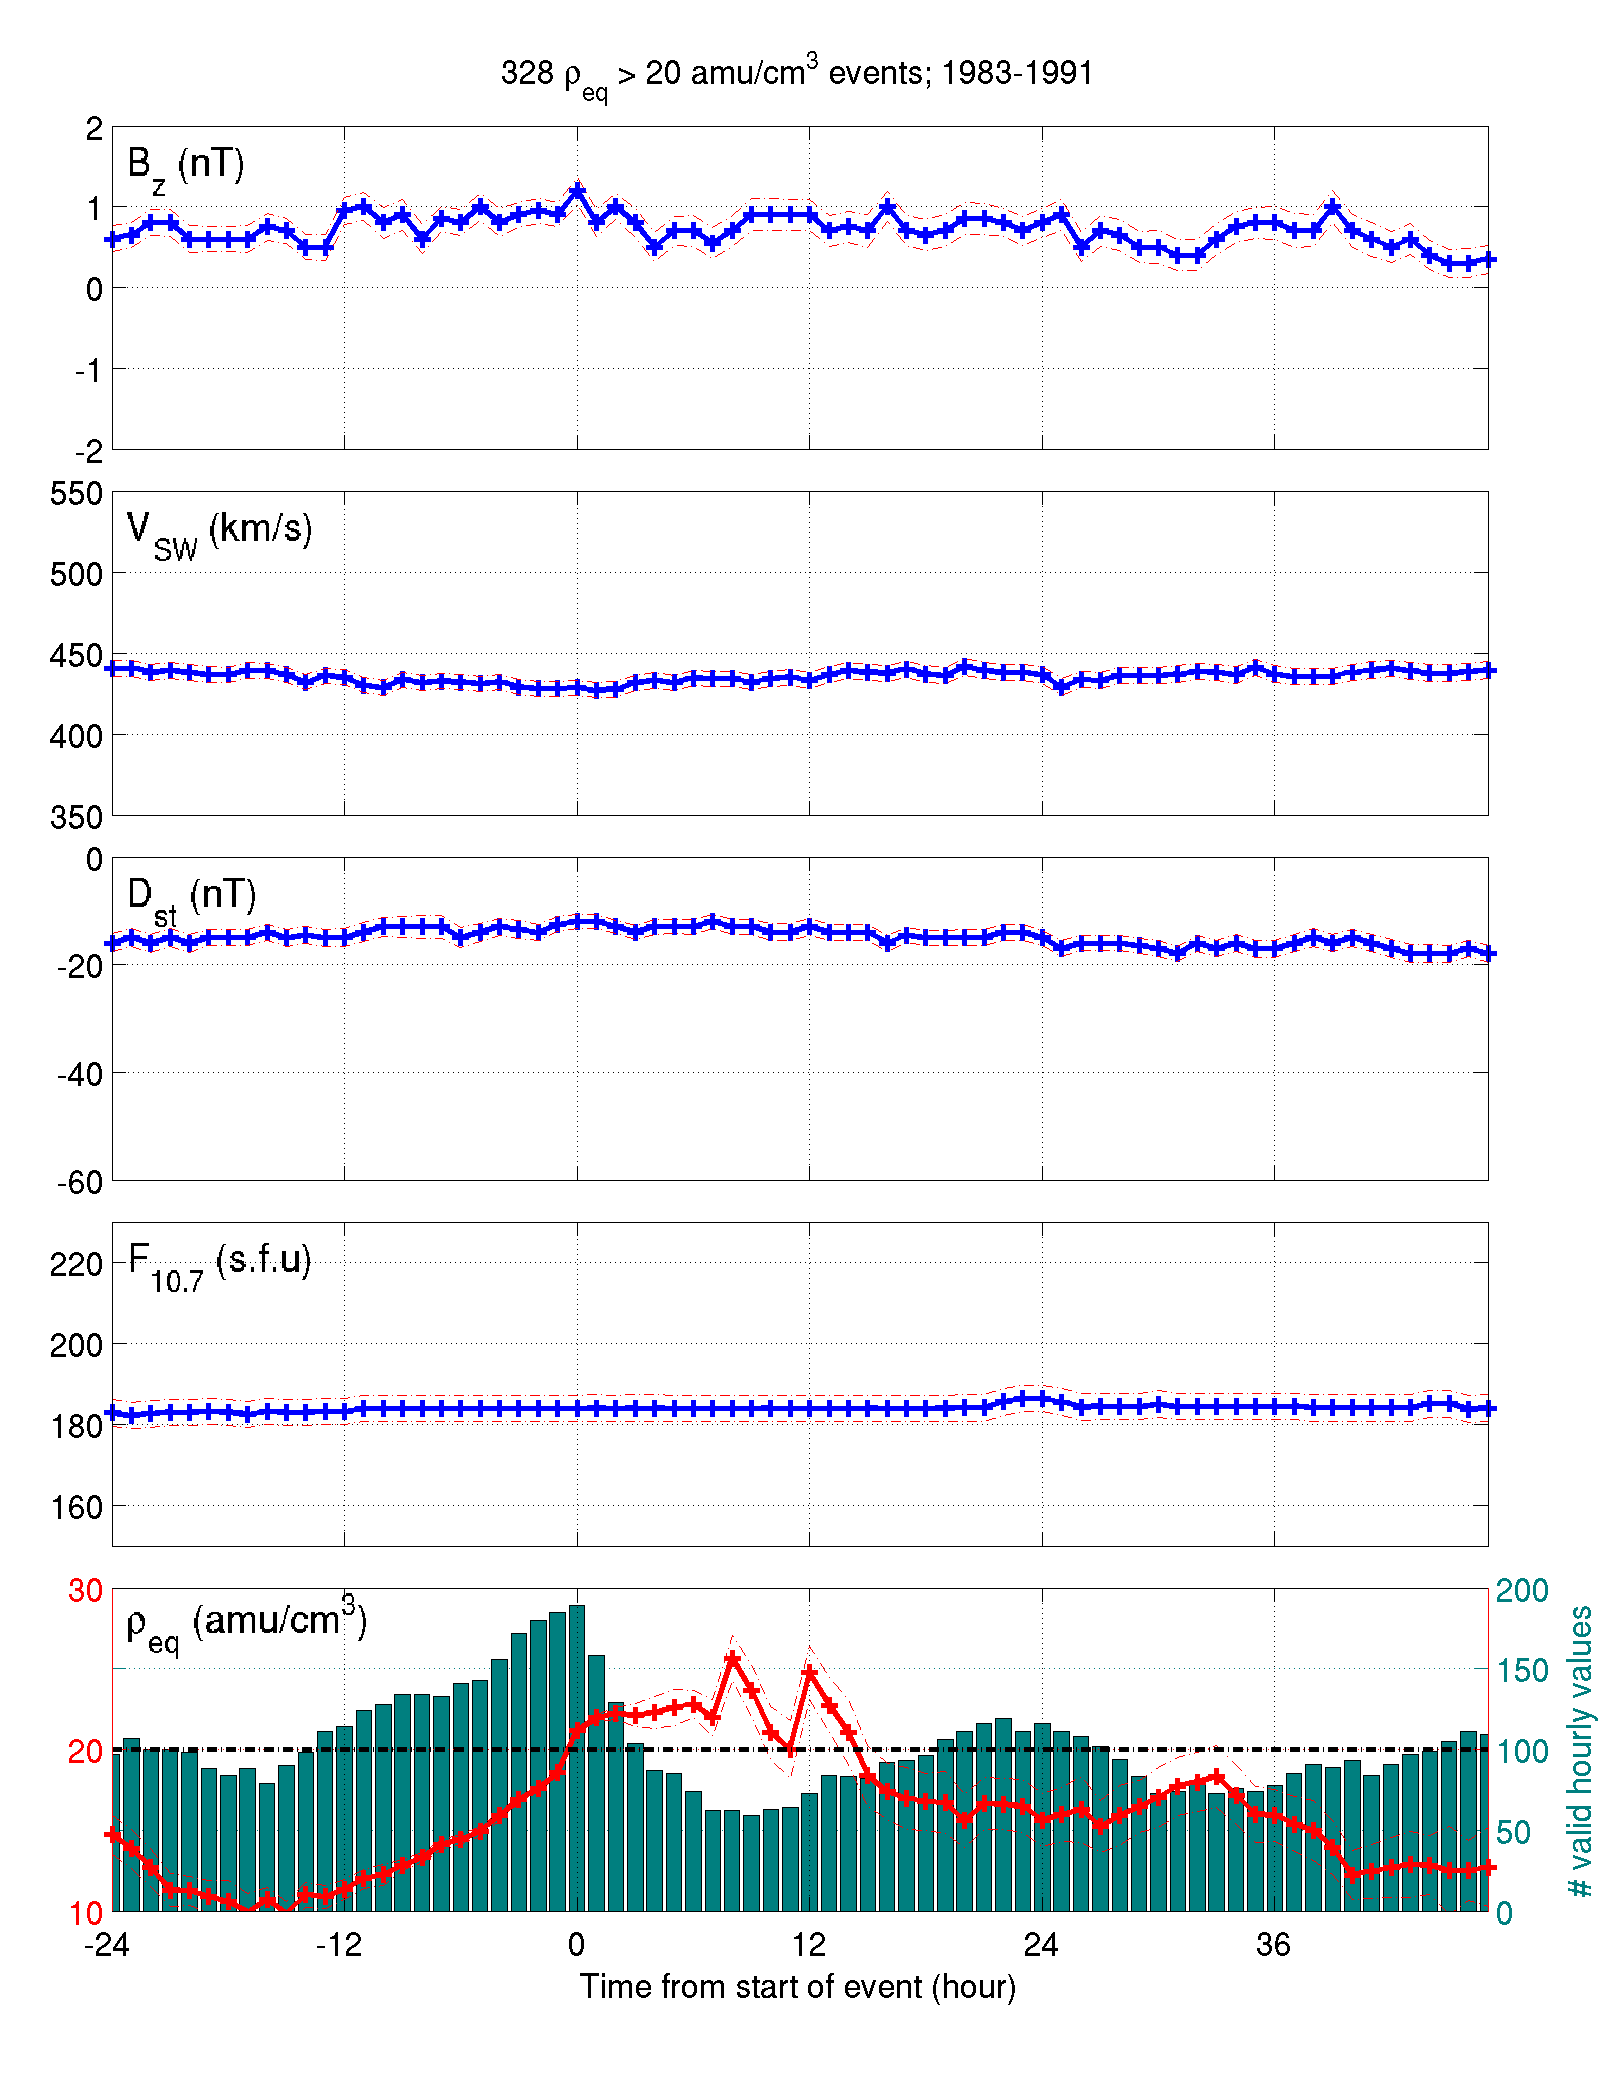 328 ρeq > 20 amu/cm³ events; 1983-1991
2
Bz (nT)
1
0
-1
-2
550
VSW (km/s)
500
450
400
350
0
Dst (nT)
-20
-40
-60
F10.7 (s.f.u)
220
200
180
160
30 200
ρeq (amu/cm³)
150
20 100
50
10 0
# valid hourly values
-24 -12 0 12 24 36
Time from start of event (hour)